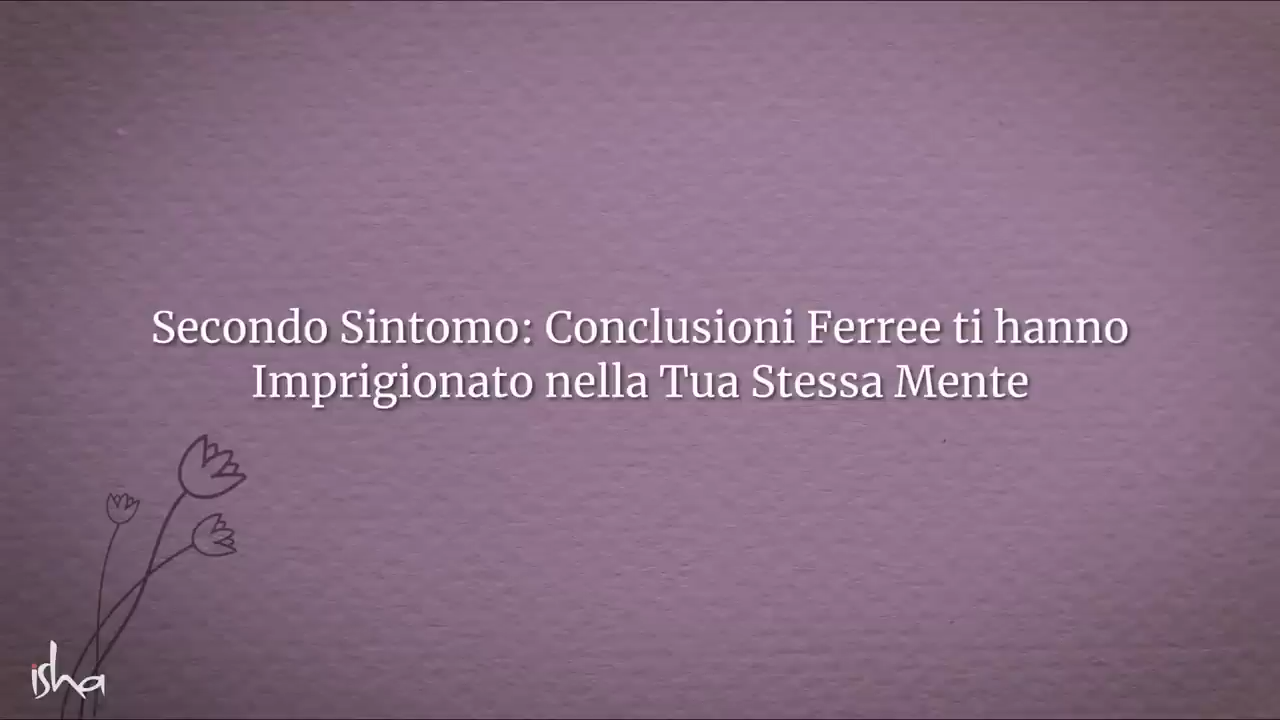 Secondo Sintomo: Conclusioni Ferree ti hanno
Imprigionato nella Tua Stessa Mente
isha